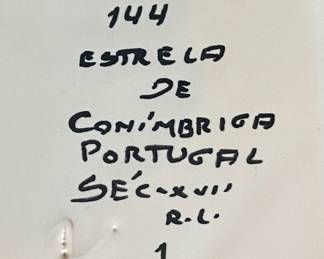 144
ESTRELA
DE
CONÍMBRIGA
PORTUGAL
SÉC-XVII
R.L.
1